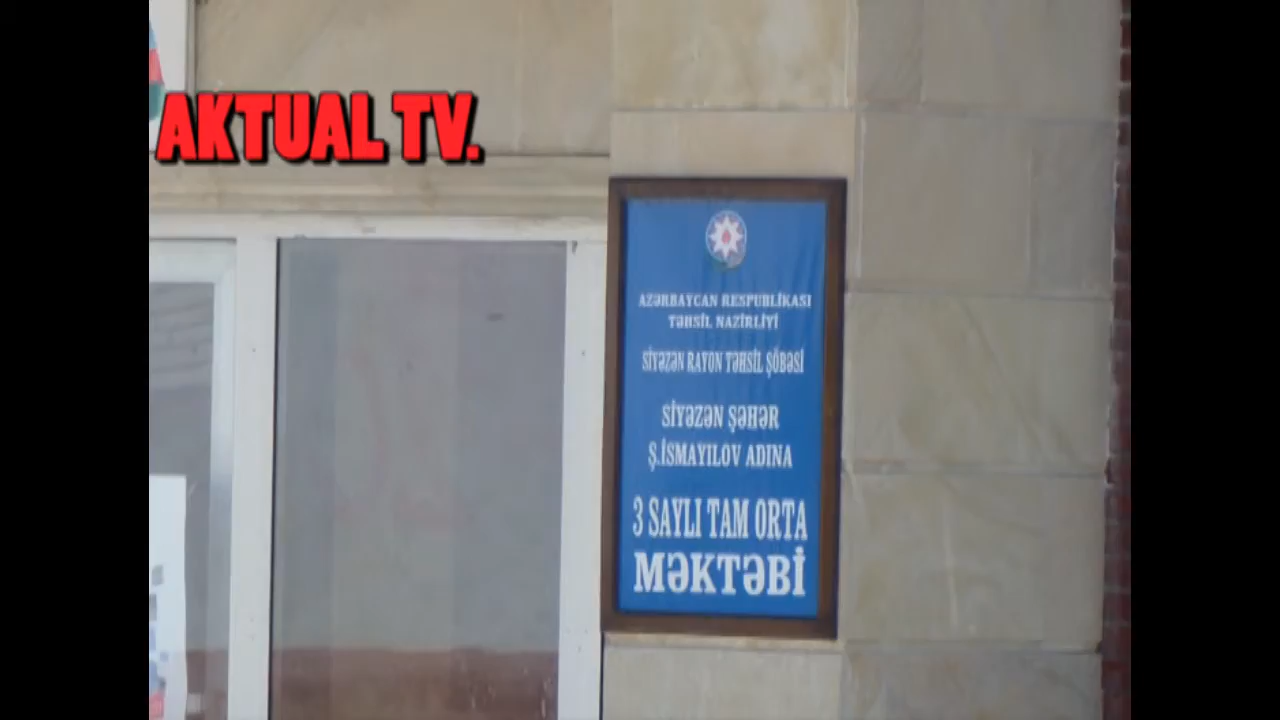 AKTUAL TV.
AZƏRBAYCAN RESPUBLİKASI
TƏHSİL NAZİRLİYİ
SİYƏZƏN RAYON TƏHSİL ŞÖBƏSİ
SİYƏZƏN ŞƏHƏR
Ş.İSMAYILOV ADINA
3 SAYLI TAM ORTA
MƏKTƏBİ